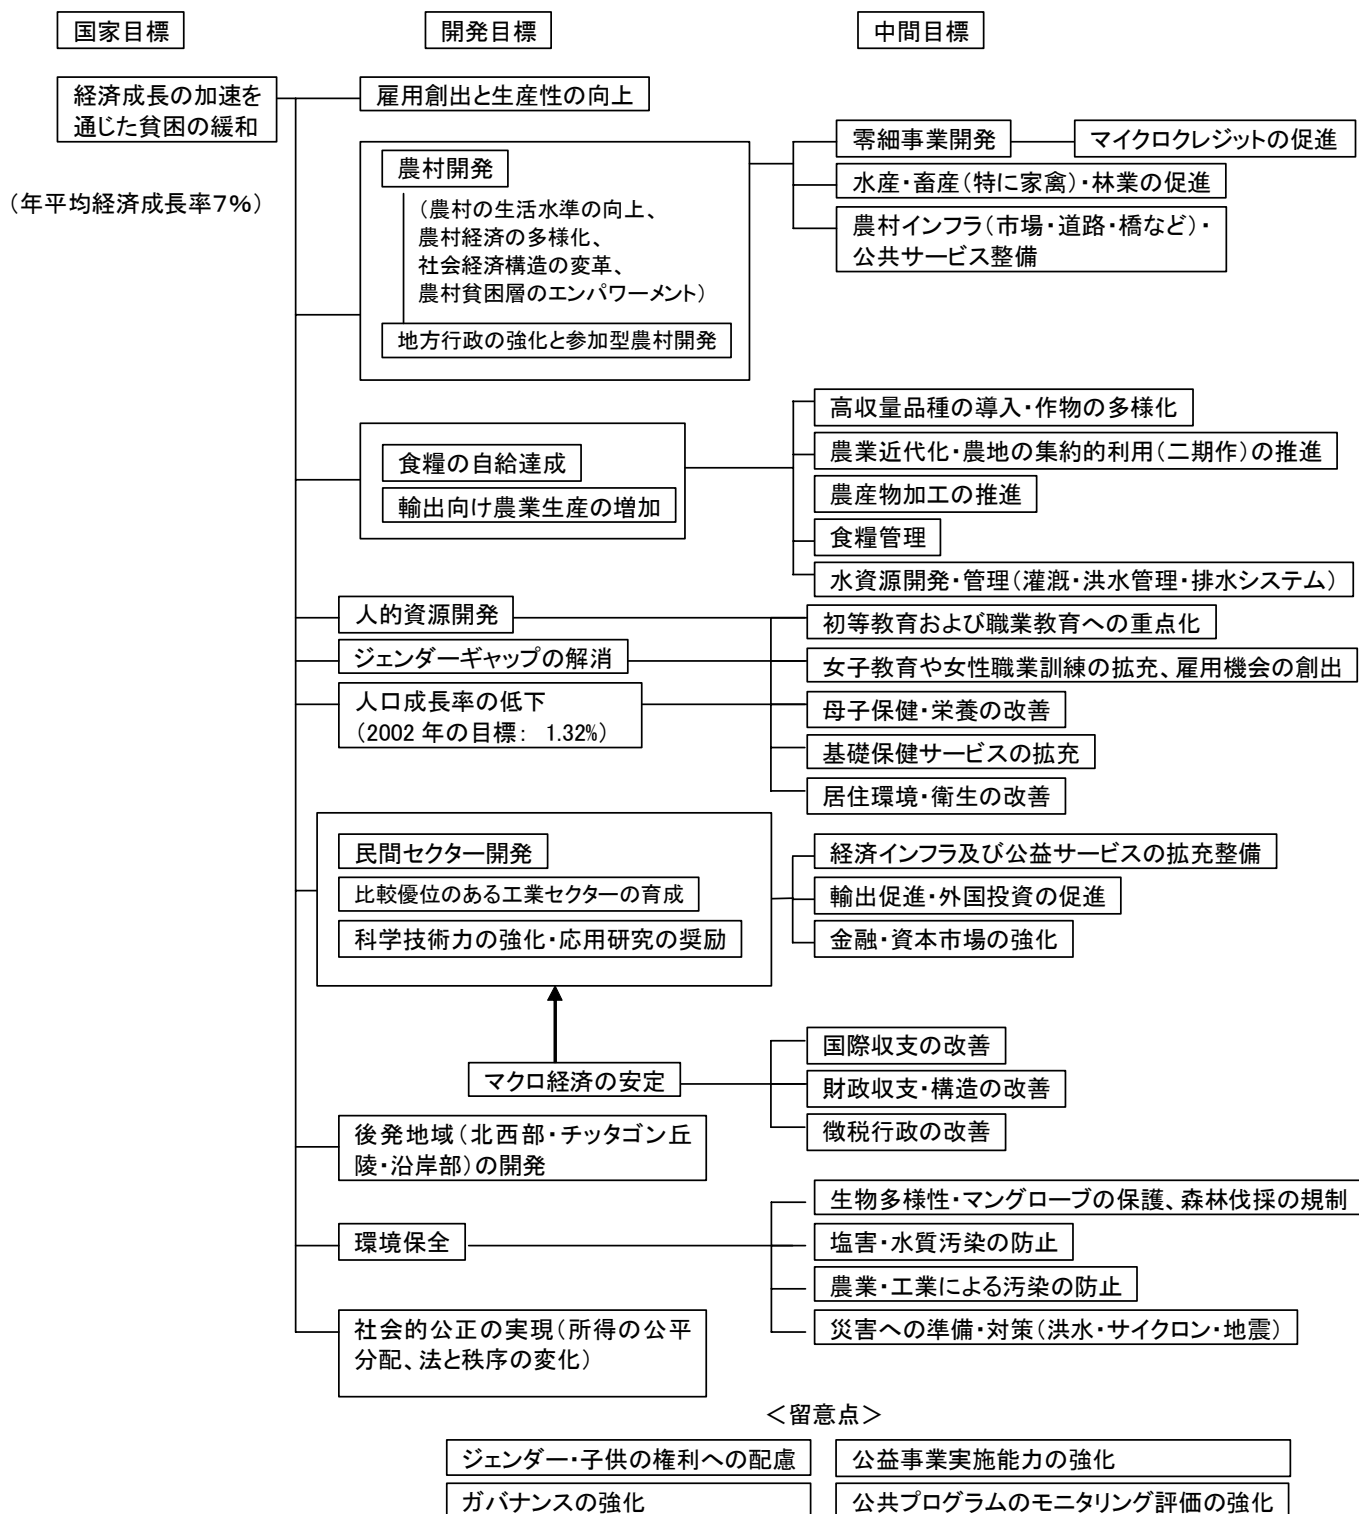 国家目標
開発目標
中間目標
経済成長の加速を
通じた貧困の緩和
(年平均経済成長率7%)
雇用創出と生産性の向上
農村開発
(農村の生活水準の向上、
農村経済の多様化、
社会経済構造の変革、
農村貧困層のエンパワーメント)
地方行政の強化と参加型農村開発
零細事業開発
マイクロクレジットの促進
水産・畜産(特に家禽)・林業の促進
農村インフラ(市場・道路・橋など)・
公共サービス整備
食糧の自給達成
輸出向け農業生産の増加
高収量品種の導入・作物の多様化
農業近代化・農地の集約的利用(二期作)の推進
農産物加工の推進
食糧管理
水資源開発・管理(灌漑・洪水管理・排水システム)
人的資源開発
ジェンダーギャップの解消
人口成長率の低下
(2002 年の目標: 1.32%)
初等教育および職業教育への重点化
女子教育や女性職業訓練の拡充、雇用機会の創出
母子保健・栄養の改善
基礎保健サービスの拡充
居住環境・衛生の改善
民間セクター開発
比較優位のある工業セクターの育成
科学技術力の強化・応用研究の奨励
経済インフラ及び公益サービスの拡充整備
輸出促進・外国投資の促進
金融・資本市場の強化
マクロ経済の安定
国際収支の改善
財政収支・構造の改善
徴税行政の改善
後発地域(北西部・チッタゴン丘
陵・沿岸部)の開発
環境保全
生物多様性・マングローブの保護、森林伐採の規制
塩害・水質汚染の防止
農業・工業による汚染の防止
災害への準備・対策(洪水・サイクロン・地震)
社会的公正の実現(所得の公平
分配、法と秩序の変化)
<留意点>
ジェンダー・子供の権利への配慮
公益事業実施能力の強化
ガバナンスの強化
公共プログラムのモニタリング評価の強化